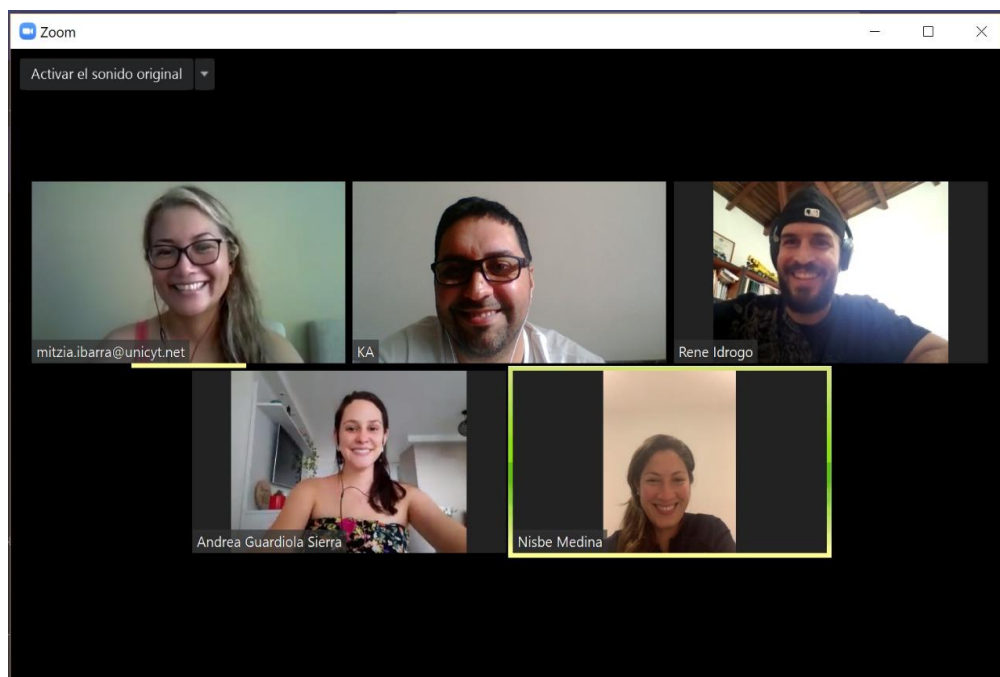 Zoom
Activar el sonido original
mitzia.ibarra@unicyt.net
KA
Rene Idrogo
Andrea Guardiola Sierra
Nisbe Medina